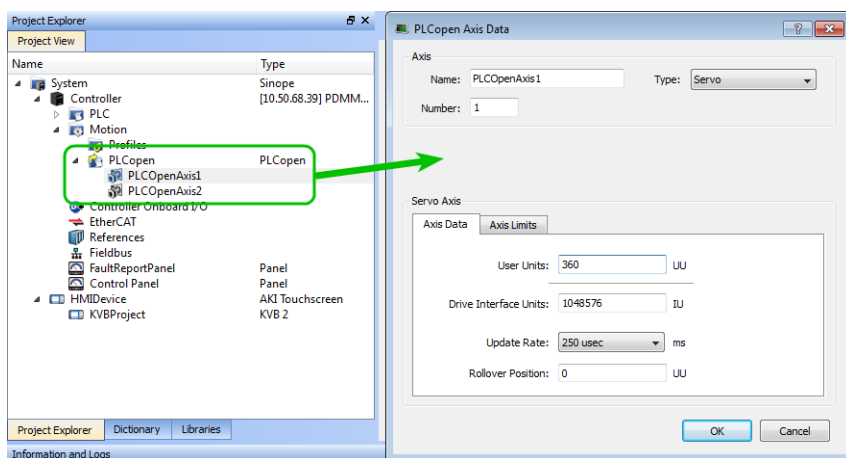 Project Explorer
Project View
Name Type
System Sinope
Controller [10.50.68.39] PDMM...
PLC
Motion
Profiles
PLCopen PLCopen
PLCOpenAxis1
PLCOpenAxis2
Controller Onboard I/O
EtherCAT
References
Fieldbus
FaultReportPanel Panel
Control Panel Panel
HMIDevice AKI Touchscreen
KVBProject KVB 2
Project Explorer Dictionary Libraries
Information and Logs
PLCopen Axis Data
Axis
Name: PLCOpenAxis1 Type: Servo
Number: 1
Servo Axis
Axis Data Axis Limits
User Units: 360 UU
Drive Interface Units: 1048576 IU
Update Rate: 250 usec ms
Rollover Position: 0 UU
OK Cancel